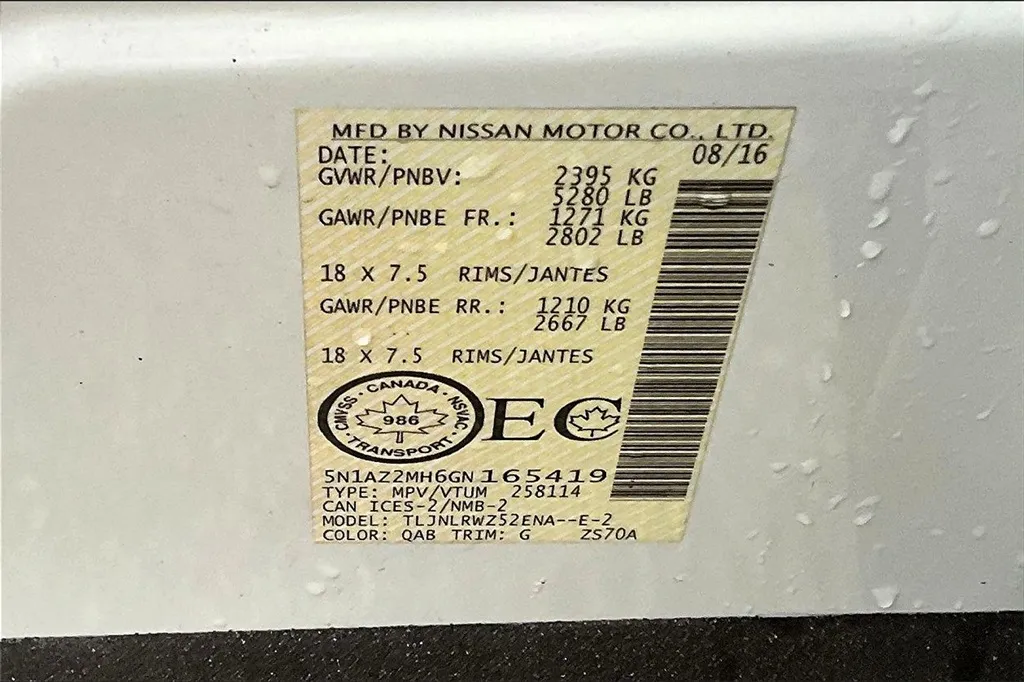 MFD BY NISSAN MOTOR CO., LTD.
DATE: 08/16
GVWR/PNBV: 2395 KG
5280 LB
GAWR/PNBE FR.: 1271 KG
2802 LB
18 X 7.5 RIMS/JANTES
GAWR/PNBE RR.: 1210 KG
2667 LB
18 X 7.5 RIMS/JANTES
CANADA
CMVSS 986 NSVAC
TRANSPORT
EC
5N1AZ2MH6GN165419
TYPE: MPV/VTUM 258114
CAN ICES-2/NMB-2
MODEL: TLJNLRWZ52ENA--E-2
COLOR: QAB TRIM: G ZS70A